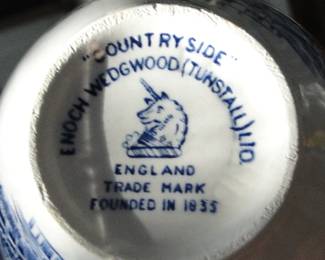 "COUNTRYSIDE"
ENOCH WEDGWOOD (TUNSTALL) LTD.
ENGLAND
TRADE MARK
FOUNDED IN 1835